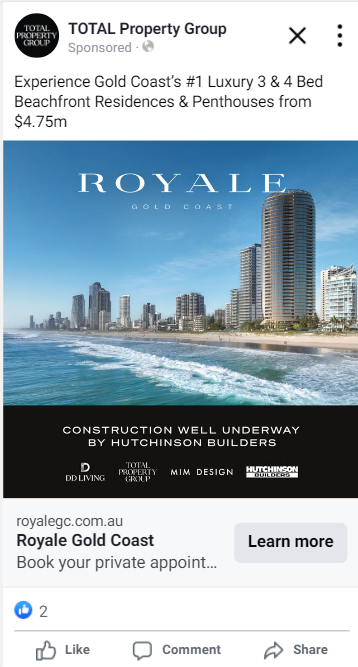 TOTAL
PROPERTY
GROUP
TOTAL Property Group
Sponsored ·
Experience Gold Coast's #1 Luxury 3 & 4 Bed
Beachfront Residences & Penthouses from
$4.75m
ROYALE
GOLD COAST
CONSTRUCTION WELL UNDERWAY
BY HUTCHINSON BUILDERS
D
DD LIVING
TOTAL
PROPERTY
GROUP
MIM DESIGN
HUTCHINSON
BUILDERS
royalegc.com.au
Royale Gold Coast
Book your private appoint...
Learn more
2
Like
Comment
Share